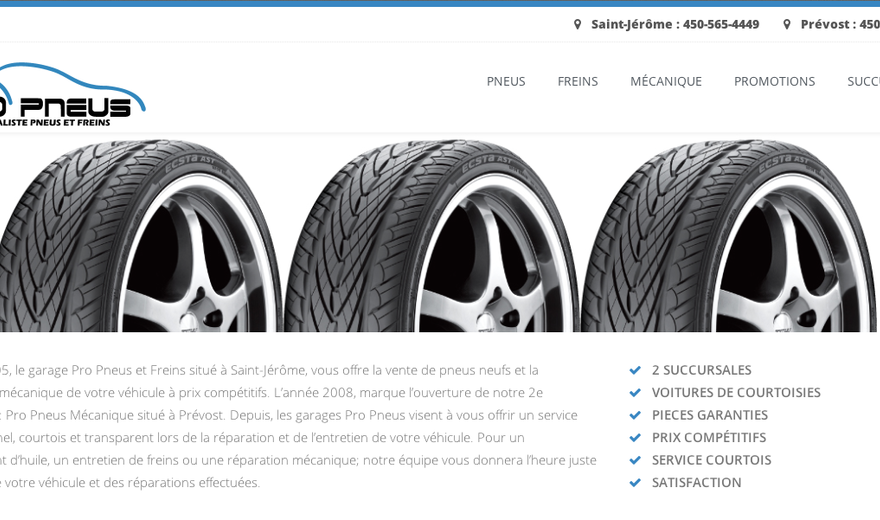 Saint-Jérôme : 450-565-4449 Prévost : 450
PNEUS FREINS MÉCANIQUE PROMOTIONS SUCCU
O PNEUS
ALISTE PNEUS ET FREINS
ECSTA AST ECSTA AST ECSTA AST
05, le garage Pro Pneus et Freins situé à Saint-Jérôme, vous offre la vente de pneus neufs et la
mécanique de votre véhicule à prix compétitifs. L’année 2008, marque l’ouverture de notre 2e
: Pro Pneus Mécanique situé à Prévost. Depuis, les garages Pro Pneus visent à vous offrir un service
nel, courtois et transparent lors de la réparation et de l’entretien de votre véhicule. Pour un
nt d’huile, un entretien de freins ou une réparation mécanique; notre équipe vous donnera l’heure juste
e votre véhicule et des réparations effectuées.
2 SUCCURSALES
VOITURES DE COURTOISIES
PIECES GARANTIES
PRIX COMPÉTITIFS
SERVICE COURTOIS
SATISFACTION